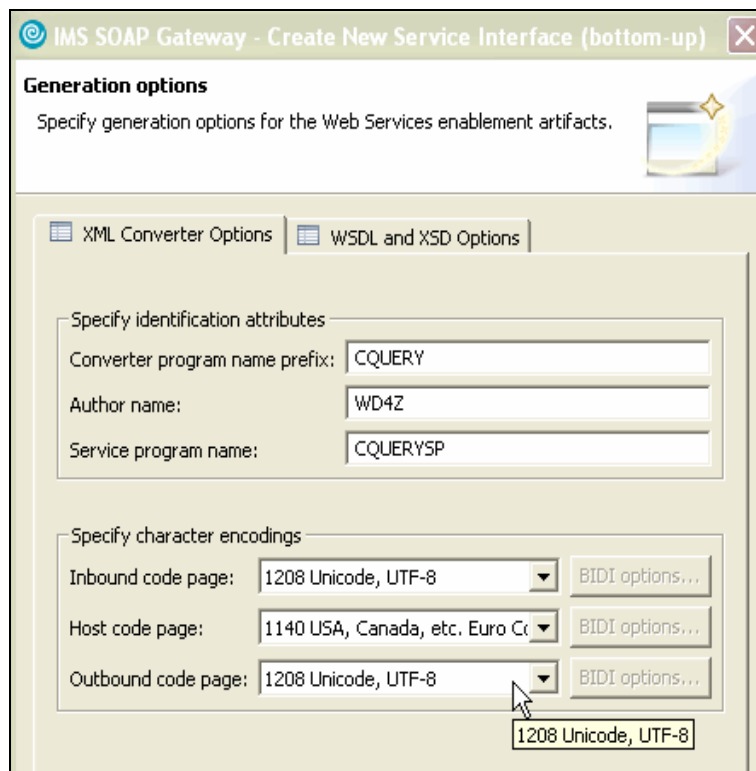 IMS SOAP Gateway - Create New Service Interface (bottom-up)
Generation options
Specify generation options for the Web Services enablement artifacts.
XML Converter Options
WSDL and XSD Options
Specify identification attributes
Converter program name prefix: CQUERY
Author name: WD4Z
Service program name: CQUERYSP
Specify character encodings
Inbound code page: 1208 Unicode, UTF-8 BIDI options...
Host code page: 1140 USA, Canada, etc. Euro Co BIDI options...
Outbound code page: 1208 Unicode, UTF-8 BIDI options...
1208 Unicode, UTF-8